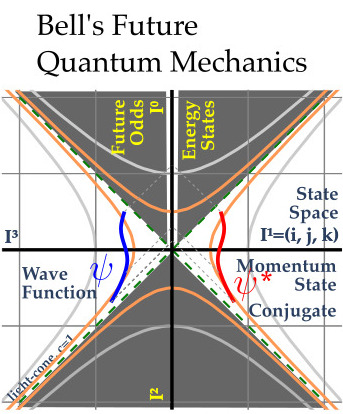 Bell's Future
Quantum Mechanics
Future
Odds
I⁰
Energy
States
State
Space
I³
I¹=(i, j, k)
Wave
Function
ψ
Momentum
State
ψ*
Conjugate
light-cone, c=1
I²